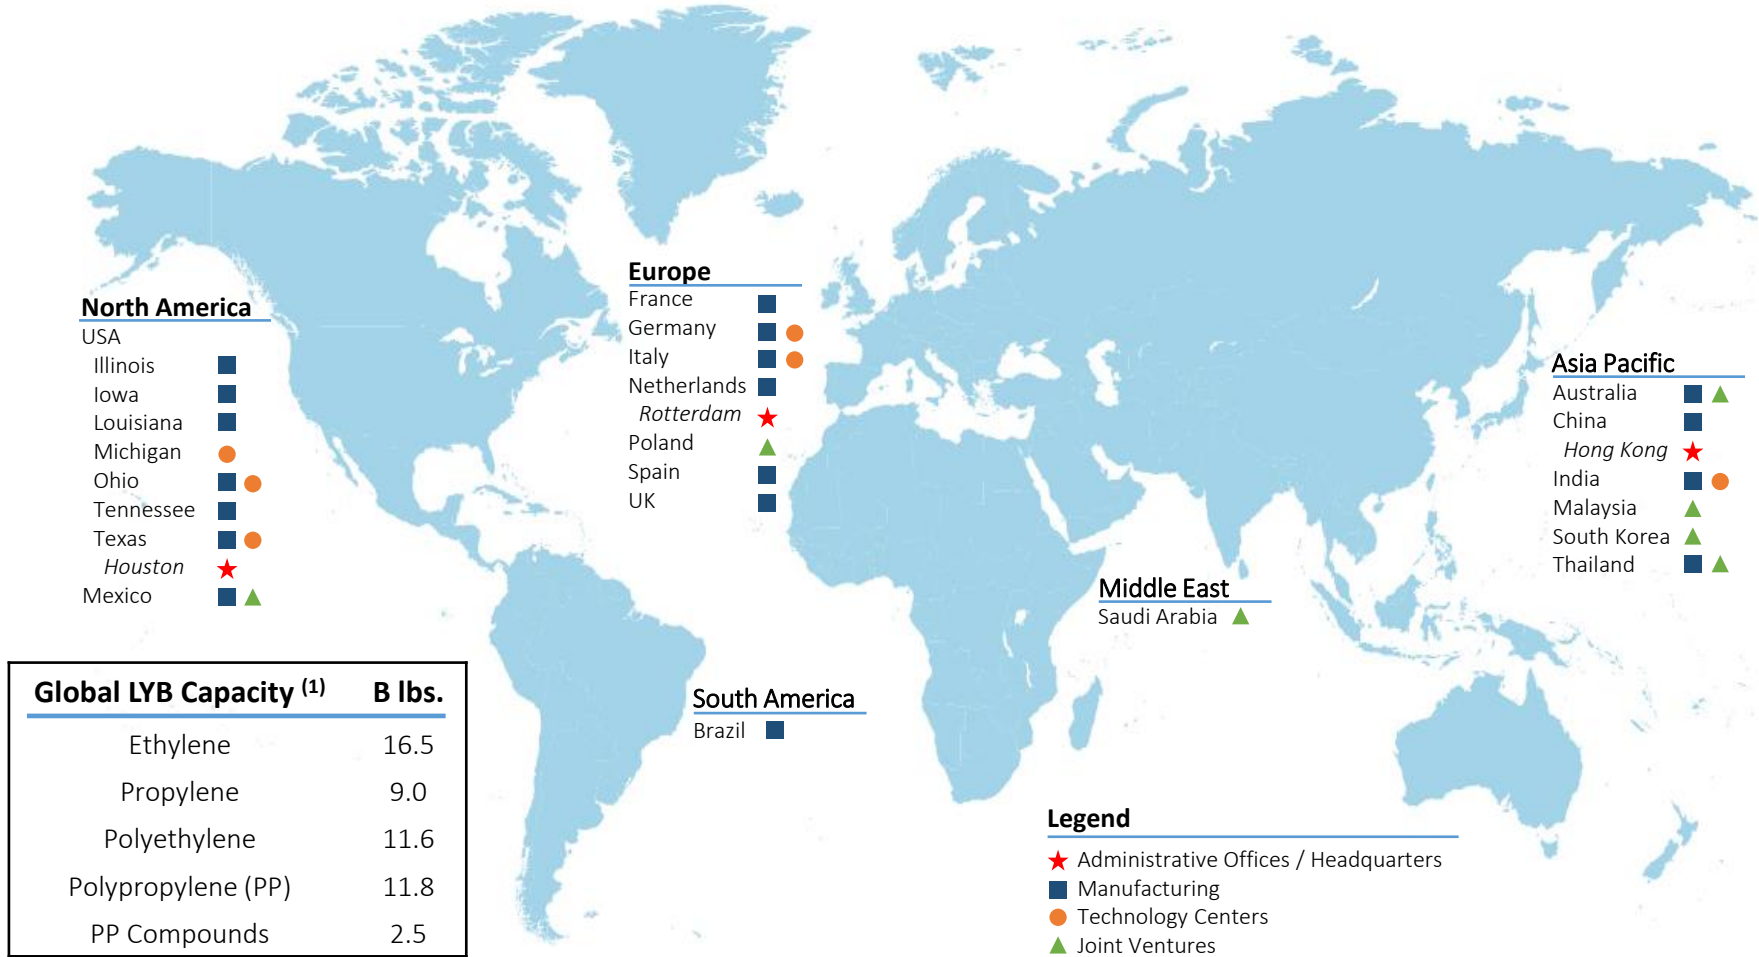 Europe
France
Germany
Italy
Netherlands
Rotterdam
Poland
Spain
UK
North America
USA
Illinois
Iowa
Louisiana
Michigan
Ohio
Tennessee
Texas
Houston
Mexico
Asia Pacific
Australia
China
Hong Kong
India
Malaysia
South Korea
Thailand
Middle East
Saudi Arabia
South America
Brazil
Global LYB Capacity (1) B lbs.
Ethylene 16.5
Propylene 9.0
Polyethylene 11.6
Polypropylene (PP) 11.8
PP Compounds 2.5
Legend
Administrative Offices / Headquarters
Manufacturing
Technology Centers
Joint Ventures